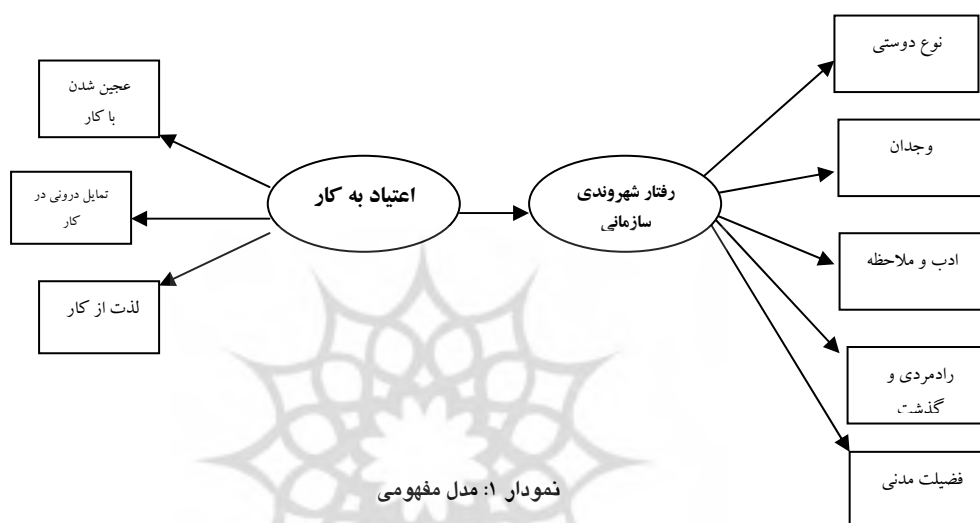 نوع دوستی
عجین شدن
با کار
وجدان
تمایل درونی در
کار
اعتیاد به کار
رفتار شهروندی
سازمانی
ادب و ملاحظه
لذت از کار
رادمردی و
گذشت
فضیلت مدنی
نمودار ۱: مدل مفهومی